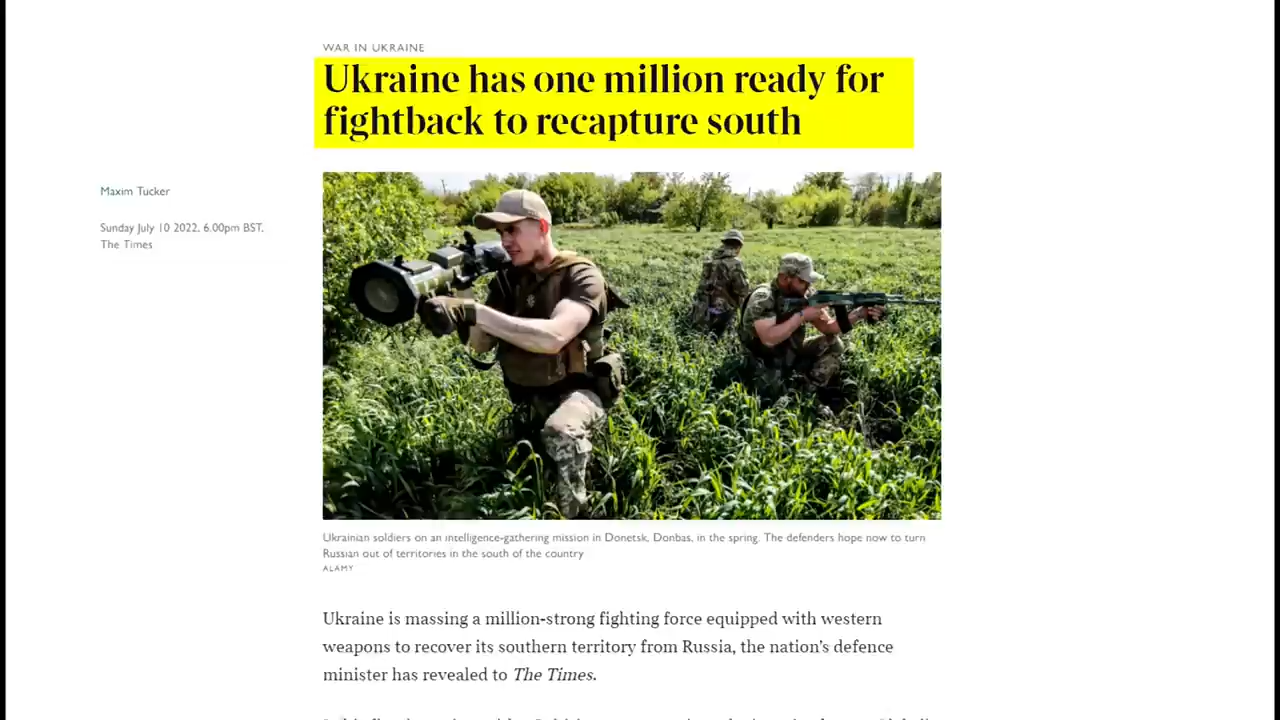 WAR IN UKRAINE
Ukraine has one million ready for
fightback to recapture south
Maxim Tucker
Sunday July 10 2022, 6.00pm BST,
The Times
Ukrainian soldiers on an intelligence-gathering mission in Donetsk, Donbas, in the spring. The defenders hope now to turn
Russian out of territories in the south of the country
ALAMY
Ukraine is massing a million-strong fighting force equipped with western
weapons to recover its southern territory from Russia, the nation’s defence
minister has revealed to The Times.